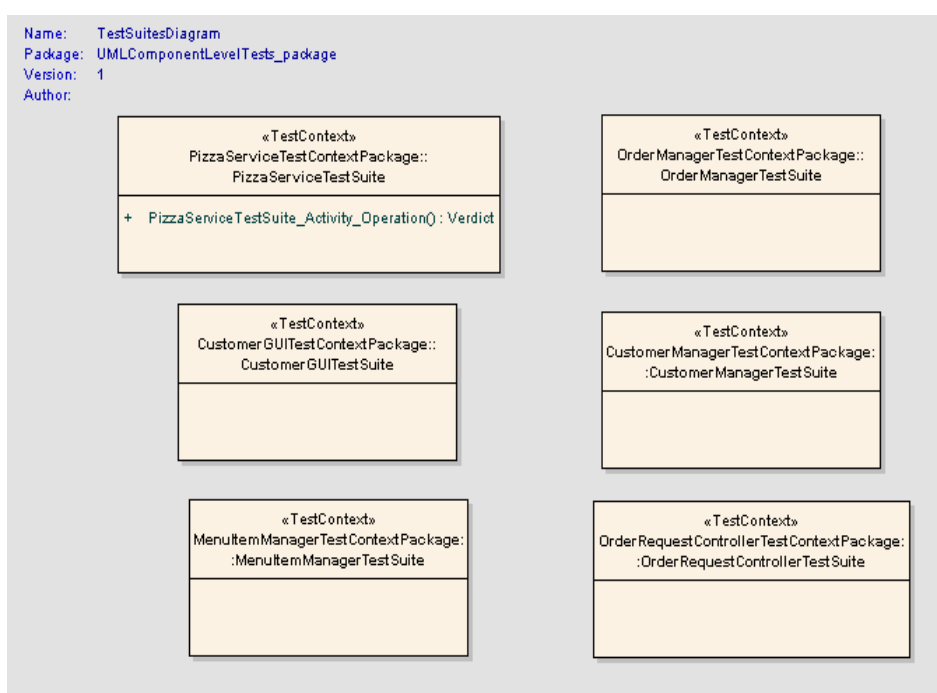 Name: TestSuitesDiagram
Package: UMLComponentLevelTests_package
Version: 1
Author:
«TestContext»
PizzaServiceTestContextPackage::
PizzaServiceTestSuite
+ PizzaServiceTestSuite_Activity_Operation() : Verdict
«TestContext»
OrderManagerTestContextPackage::
OrderManagerTestSuite
«TestContext»
CustomerGUITestContextPackage::
CustomerGUITestSuite
«TestContext»
CustomerManagerTestContextPackage:
:CustomerManagerTestSuite
«TestContext»
MenuItemManagerTestContextPackage:
:MenuItemManagerTestSuite
«TestContext»
OrderRequestControllerTestContextPackage:
:OrderRequestControllerTestSuite